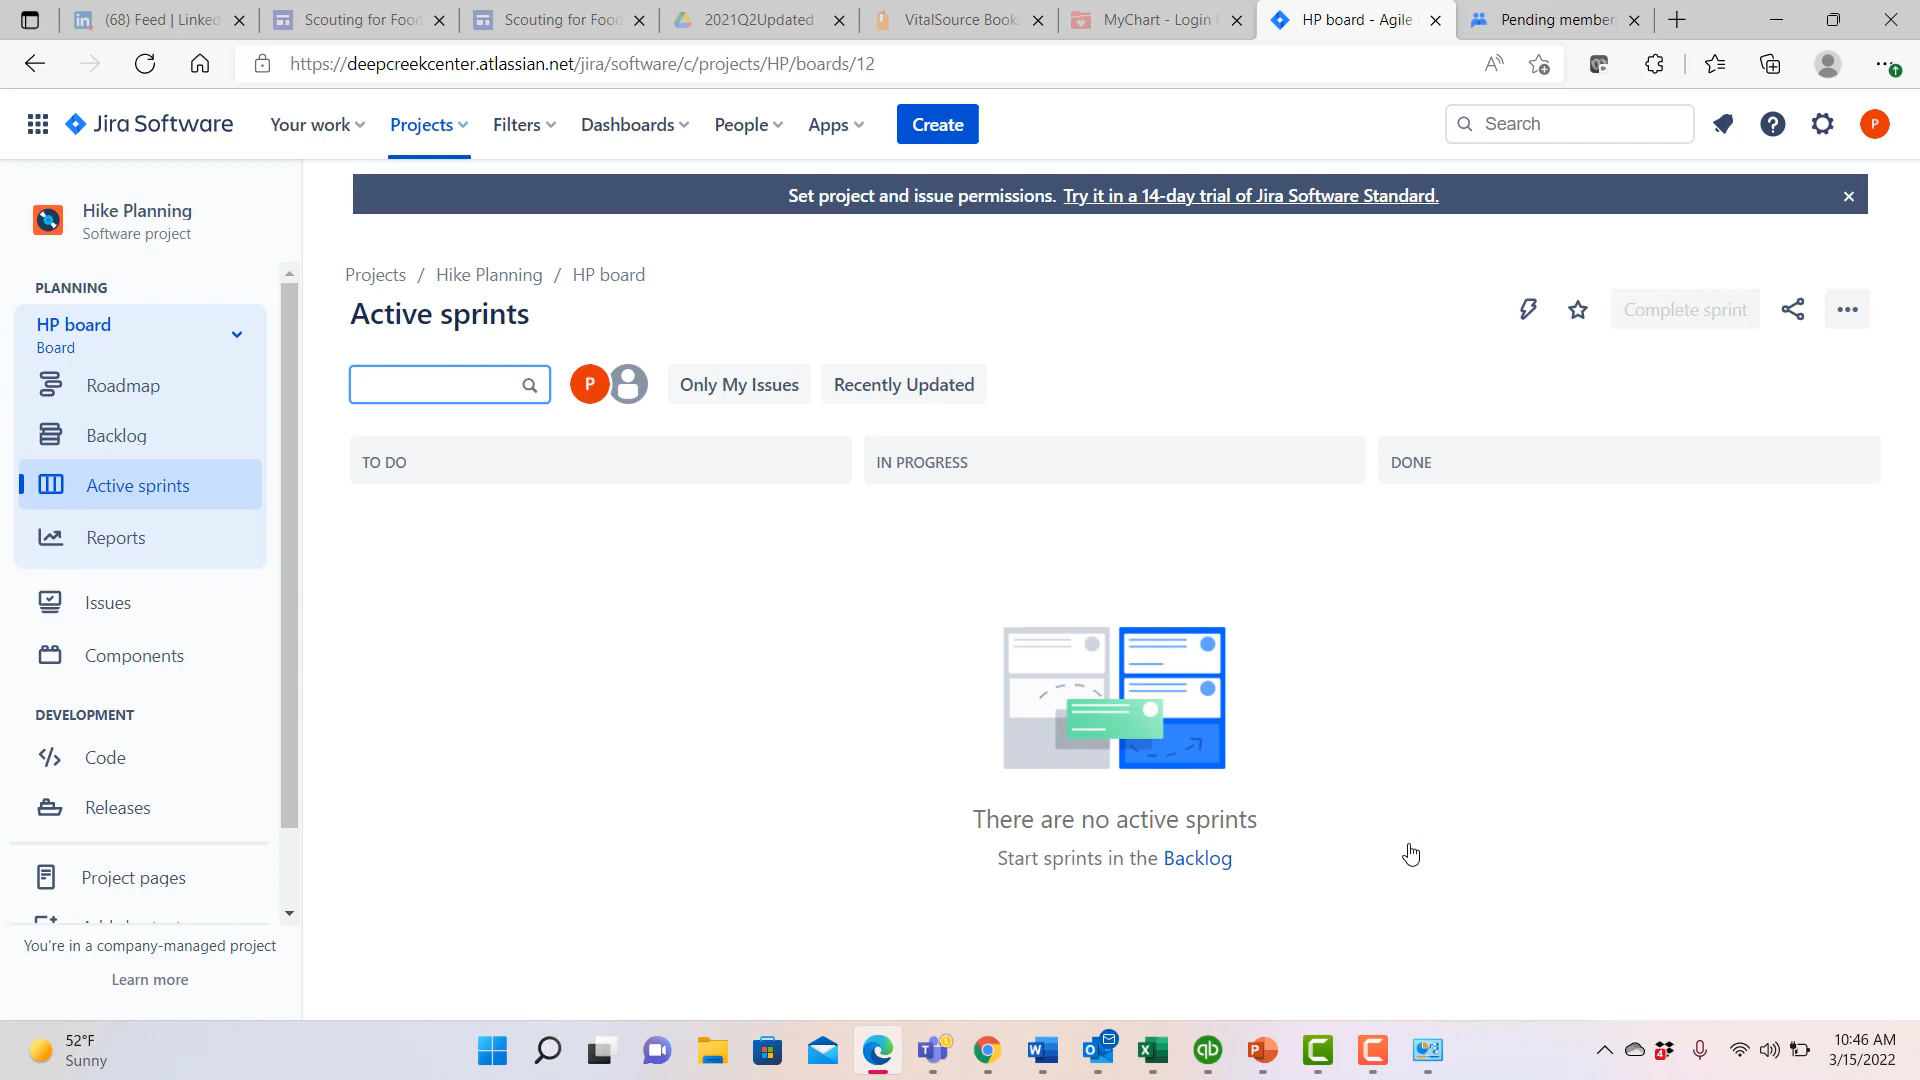 (68) Feed | Linked
Scouting for Food
Scouting for Food
2021Q2Updated
VitalSource Book
MyChart - Login
HP board - Agile
Pending member
https://deepcreekcenter.atlassian.net/jira/software/c/projects/HP/boards/12
Jira Software
Your work
Projects
Filters
Dashboards
People
Apps
Create
Search
P
Hike Planning
Software project
Set project and issue permissions. Try it in a 14-day trial of Jira Software Standard.
PLANNING
HP board
Board
Roadmap
Backlog
Active sprints
Reports
Issues
Components
DEVELOPMENT
Code
Releases
Project pages
You're in a company-managed project
Learn more
Projects / Hike Planning / HP board
Active sprints
Complete sprint
P
Only My Issues
Recently Updated
TO DO
IN PROGRESS
DONE
There are no active sprints
Start sprints in the Backlog
52°F
Sunny
10:46 AM
3/15/2022